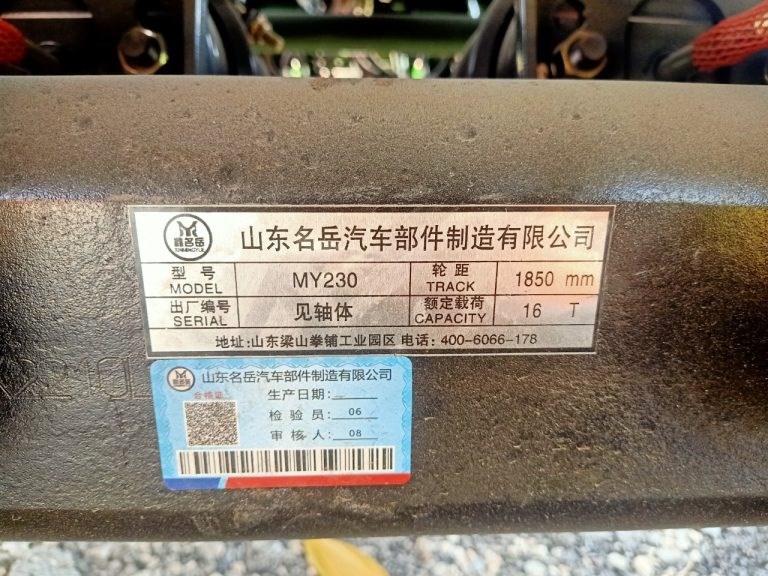 鑫名岳
山东名岳汽车部件制造有限公司
型号 MODEL MY230 轮距 TRACK 1850 mm
出厂编号 SERIAL 见轴体 额定载荷 CAPACITY 16 T
地址:山东梁山拳铺工业园区 电话: 400-6066-178
山东名岳汽车部件制造有限公司
合格证
生产日期:
检验员: 06
审核人: 08